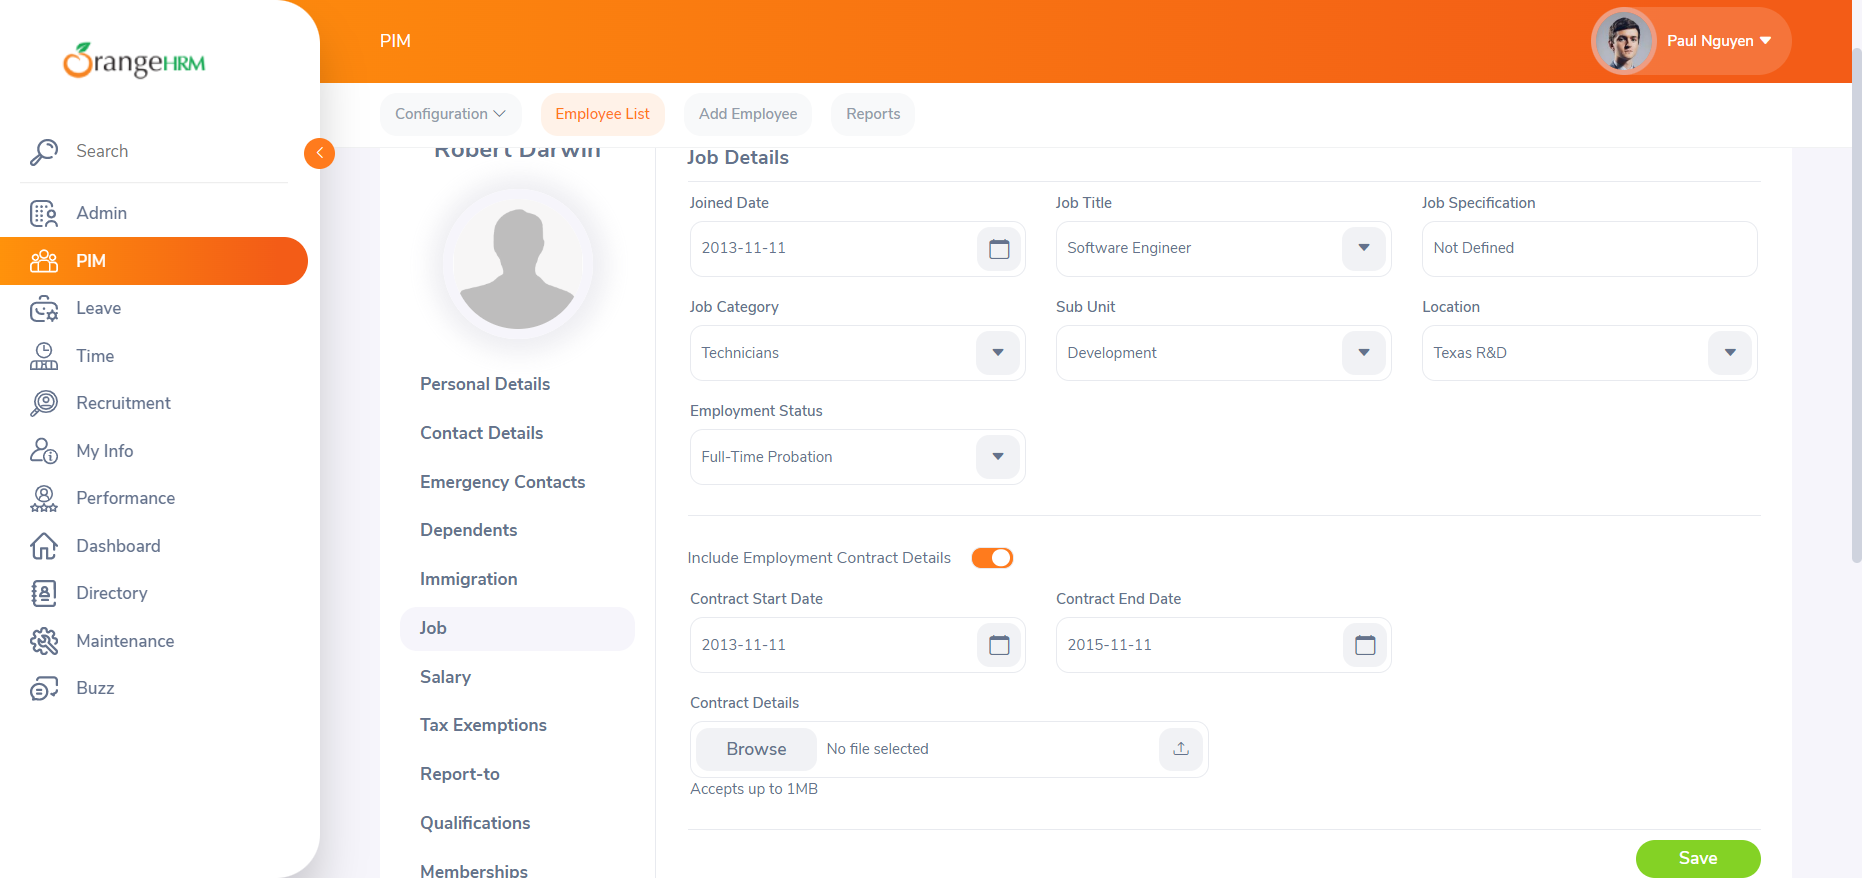 OrangeHRM
PIM
Paul Nguyen
Configuration
Employee List
Add Employee
Reports
Search
Admin
PIM
Leave
Time
Recruitment
My Info
Performance
Dashboard
Directory
Maintenance
Buzz
Robert Darwin
Personal Details
Contact Details
Emergency Contacts
Dependents
Immigration
Job
Salary
Tax Exemptions
Report-to
Qualifications
Memberships
Job Details
Joined Date
2013-11-11
Job Title
Software Engineer
Job Specification
Not Defined
Job Category
Technicians
Sub Unit
Development
Location
Texas R&D
Employment Status
Full-Time Probation
Include Employment Contract Details
Contract Start Date
2013-11-11
Contract End Date
2015-11-11
Contract Details
Browse
No file selected
Accepts up to 1MB
Save